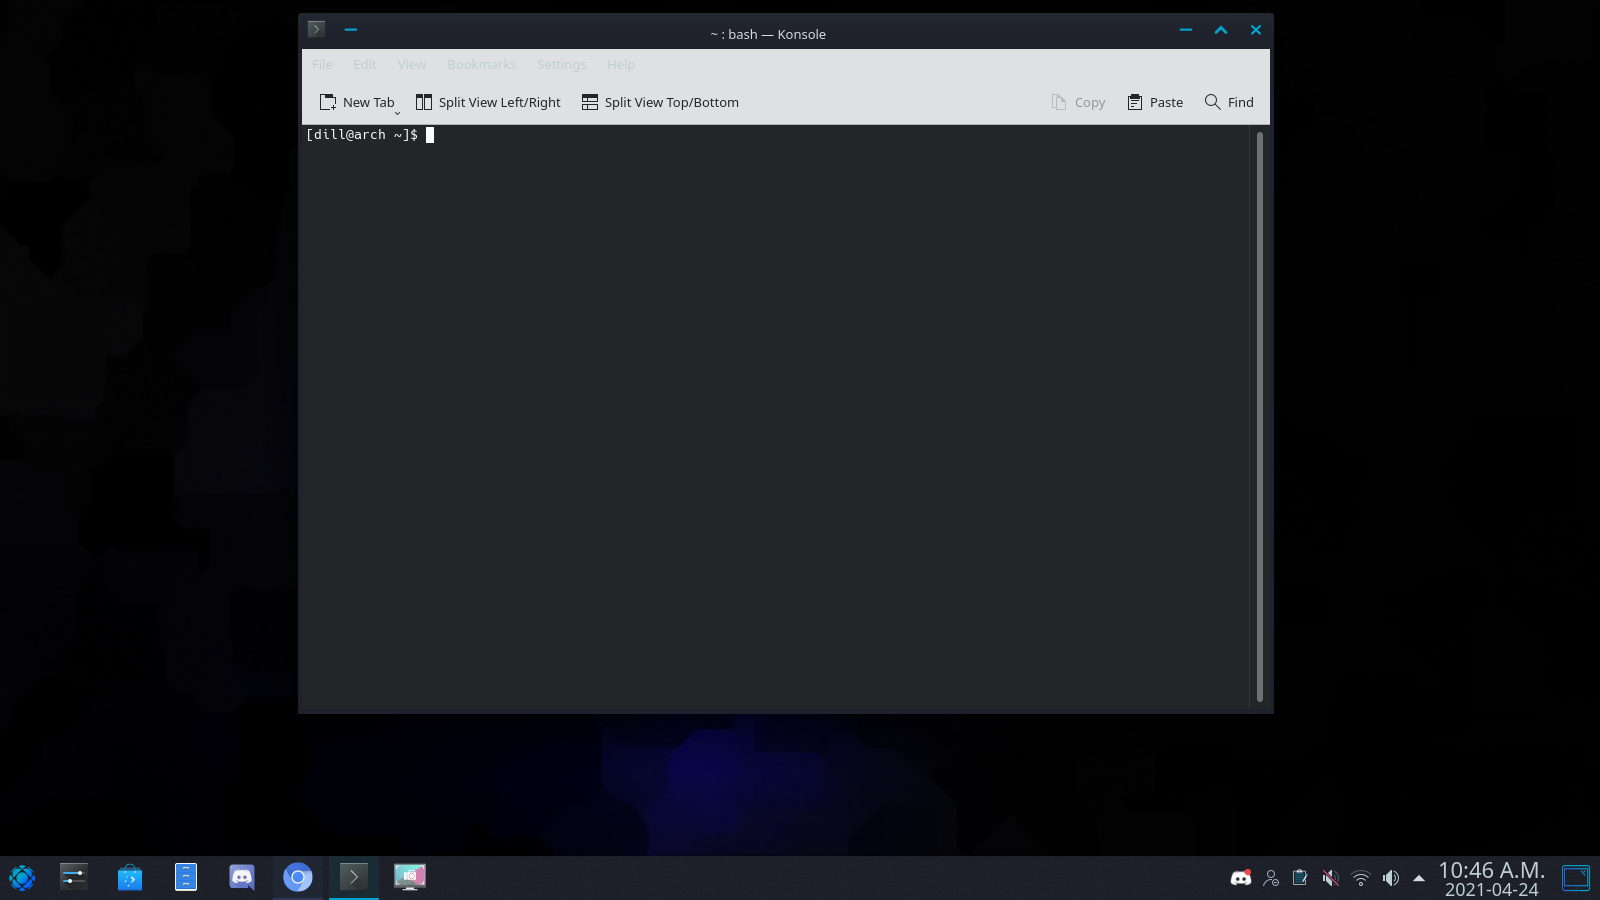 ~ : bash — Konsole
File Edit View Bookmarks Settings Help
New Tab Split View Left/Right Split View Top/Bottom Copy Paste Find
[dill@arch ~]$
10:46 A.M.
2021-04-24